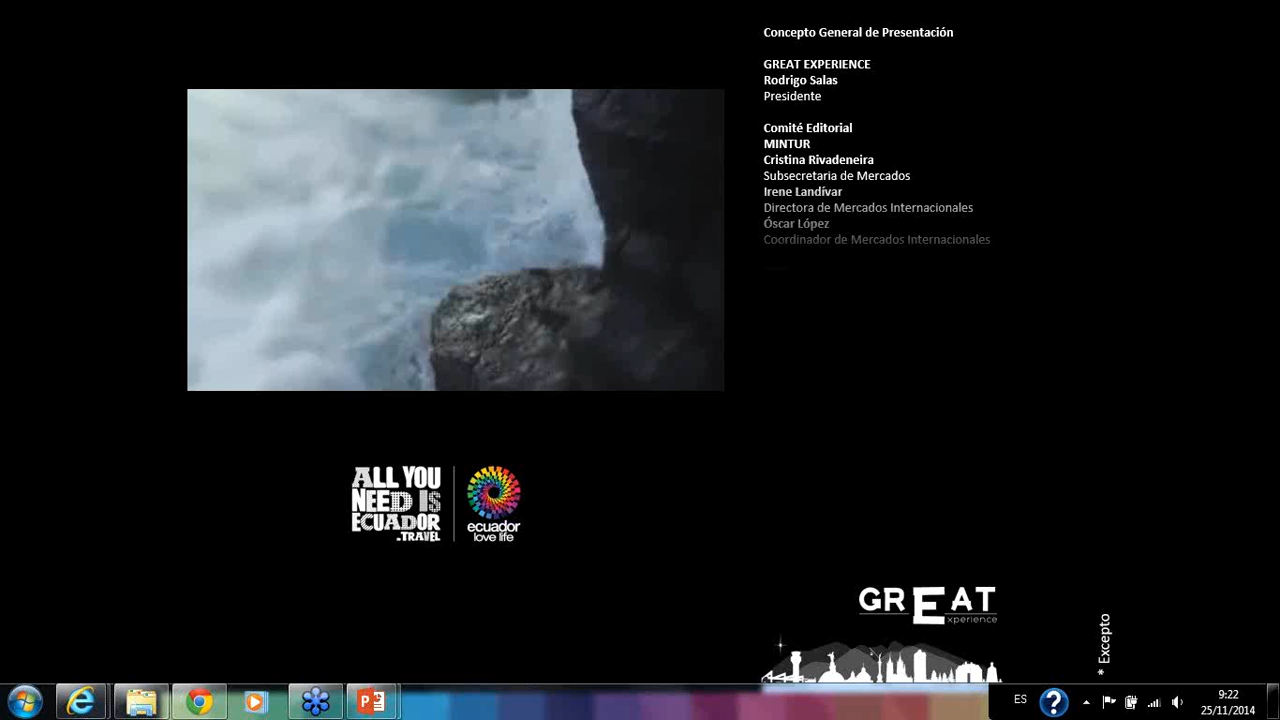 Concepto General de Presentación
GREAT EXPERIENCE
Rodrigo Salas
Presidente
Comité Editorial
MINTUR
Cristina Rivadeneira
Subsecretaria de Mercados
Irene Landívar
Directora de Mercados Internacionales
Óscar López
Coordinador de Mercados Internacionales
ALL YOU
NEED IS
ECUADOR
.TRAVEL
ecuador
love life
GREAT
xperience
* Excepto
ES
9:22
25/11/2014